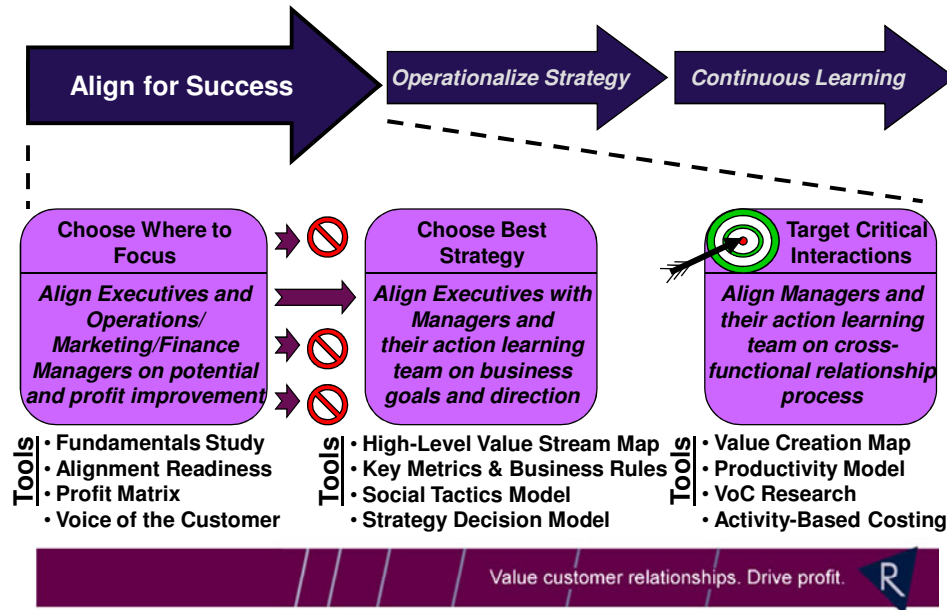 Align for Success
Operationalize Strategy
Continuous Learning
Choose Where to
Focus
Align Executives and
Operations/
Marketing/Finance
Managers on potential
and profit improvement
Choose Best
Strategy
Align Executives with
Managers and
their action learning
team on business
goals and direction
Target Critical
Interactions
Align Managers and
their action learning
team on cross-
functional relationship
process
Tools
• Fundamentals Study
• Alignment Readiness
• Profit Matrix
• Voice of the Customer
Tools
• High-Level Value Stream Map
• Key Metrics & Business Rules
• Social Tactics Model
• Strategy Decision Model
Tools
• Value Creation Map
• Productivity Model
• VoC Research
• Activity-Based Costing
Value customer relationships. Drive profit.
R